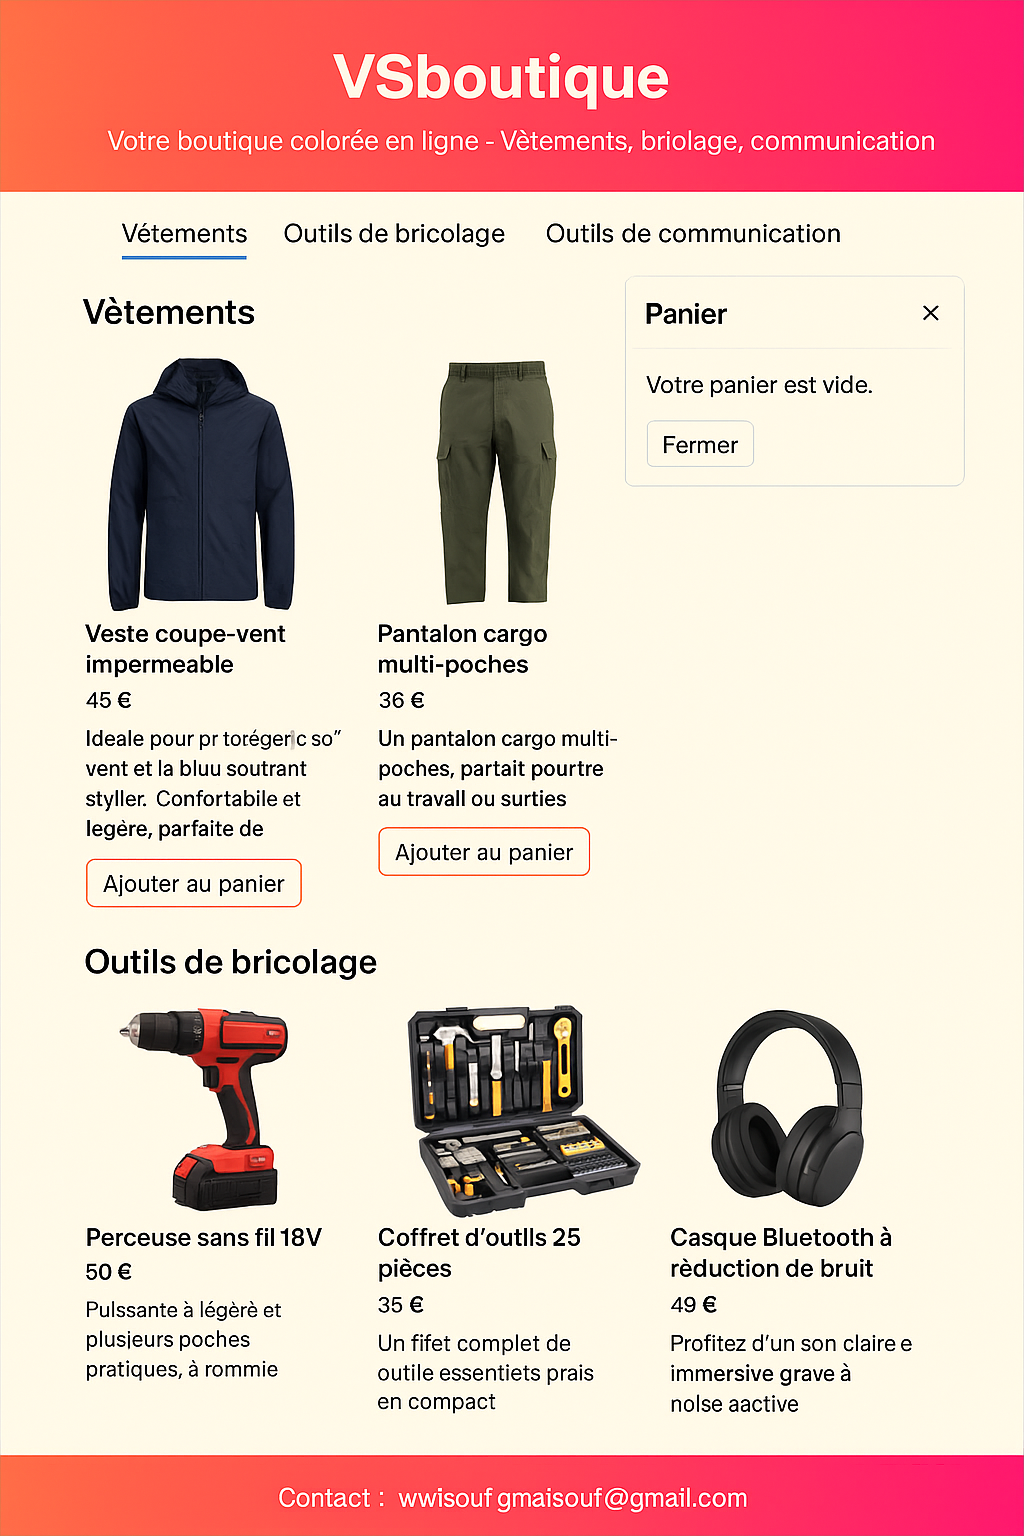 VSboutique
Votre boutique colorée en ligne - Vètements, briolage, communication
Vétements
Outils de bricolage
Outils de communication
Vètements
Panier
Votre panier est vide.
Fermer
Veste coupe-vent
impermeable
45 €
Ideale pour pr torégeric so”
vent et la bluu soutrant
styller. Confortabile et
legère, parfaite de
Ajouter au panier
Pantalon cargo
multi-poches
36 €
Un pantalon cargo multi-
poches, partait pourtre
au travall ou surties
Ajouter au panier
Outils de bricolage
Perceuse sans fil 18V
50 €
Pulssante à légèrè et
plusjeurs poches
pratiques, à rommie
Coffret d’outlls 25
pièces
35 €
Un fifet complet de
outile essentiets prais
en compact
Casque Bluetooth à
rèduction de bruit
49 €
Profitez d’un son claire e
immersive grave à
nolse aactive
Contact : wwisouf gmaisouf@gmail.com